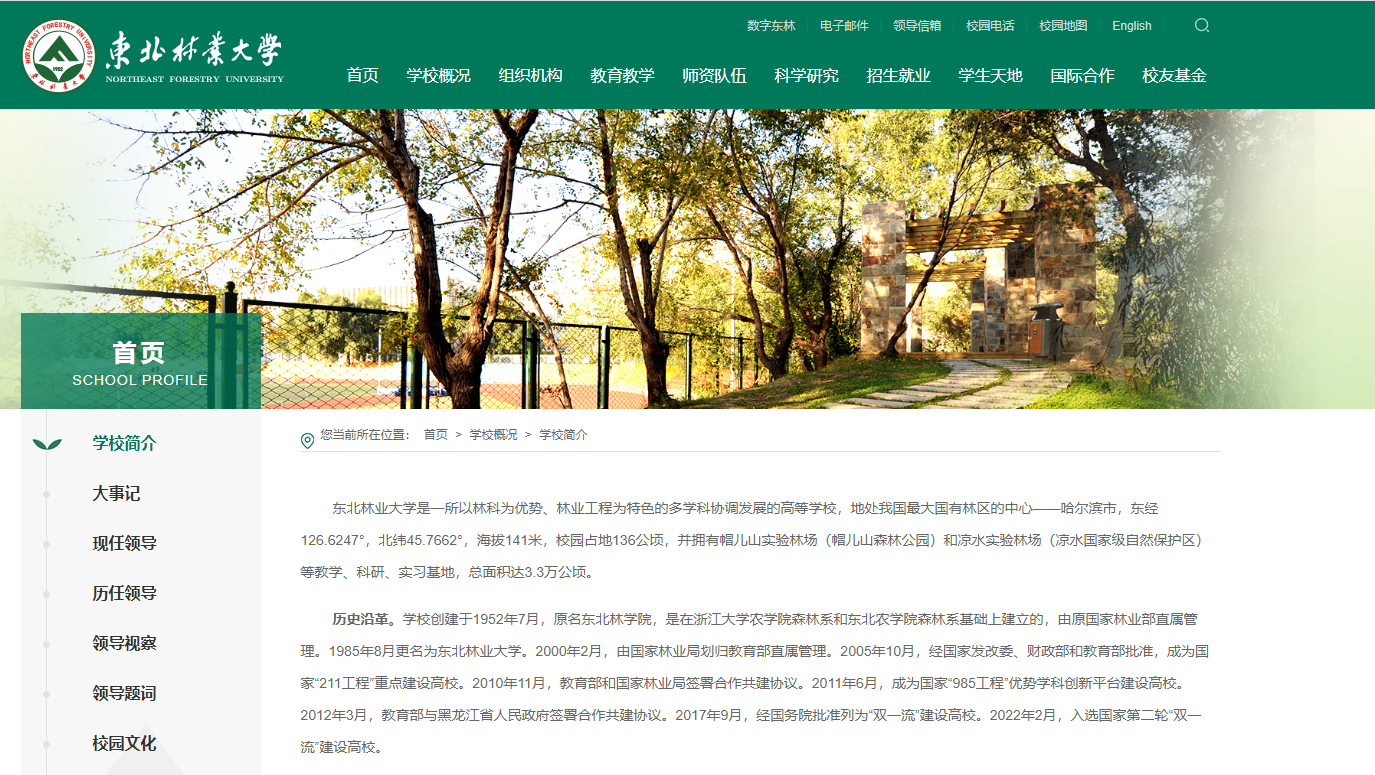 数字东林 电子邮件 领导信箱 校园电话 校园地图 English
NORTHEAST FORESTRY UNIVERSITY
1952
东北林业大学
东北林业大学
NORTHEAST FORESTRY UNIVERSITY
首页 学校概况 组织机构 教育教学 师资队伍 科学研究 招生就业 学生天地 国际合作 校友基金
首页
SCHOOL PROFILE
学校简介
大事记
现任领导
历任领导
领导视察
领导题词
校园文化
您当前所在位置: 首页 > 学校概况 > 学校简介
东北林业大学是一所以林科为优势、林业工程为特色的多学科协调发展的高等学校，地处我国最大国有林区的中心——哈尔滨市，东经
126.6247°，北纬45.7662°，海拔141米，校园占地136公顷，并拥有帽儿山实验林场（帽儿山森林公园）和凉水实验林场（凉水国家级自然保护区）
等教学、科研、实习基地，总面积达3.3万公顷。
历史沿革。学校创建于1952年7月，原名东北林学院，是在浙江大学农学院森林系和东北农学院森林系基础上建立的，由原国家林业部直属管
理。1985年8月更名为东北林业大学。2000年2月，由国家林业局划归教育部直属管理。2005年10月，经国家发改委、财政部和教育部批准，成为国
家“211工程”重点建设高校。2010年11月，教育部和国家林业局签署合作共建协议。2011年6月，成为国家“985工程”优势学科创新平台建设高校。
2012年3月，教育部与黑龙江省人民政府签署合作共建协议。2017年9月，经国务院批准列为“双一流”建设高校。2022年2月，入选国家第二轮“双一
流”建设高校。